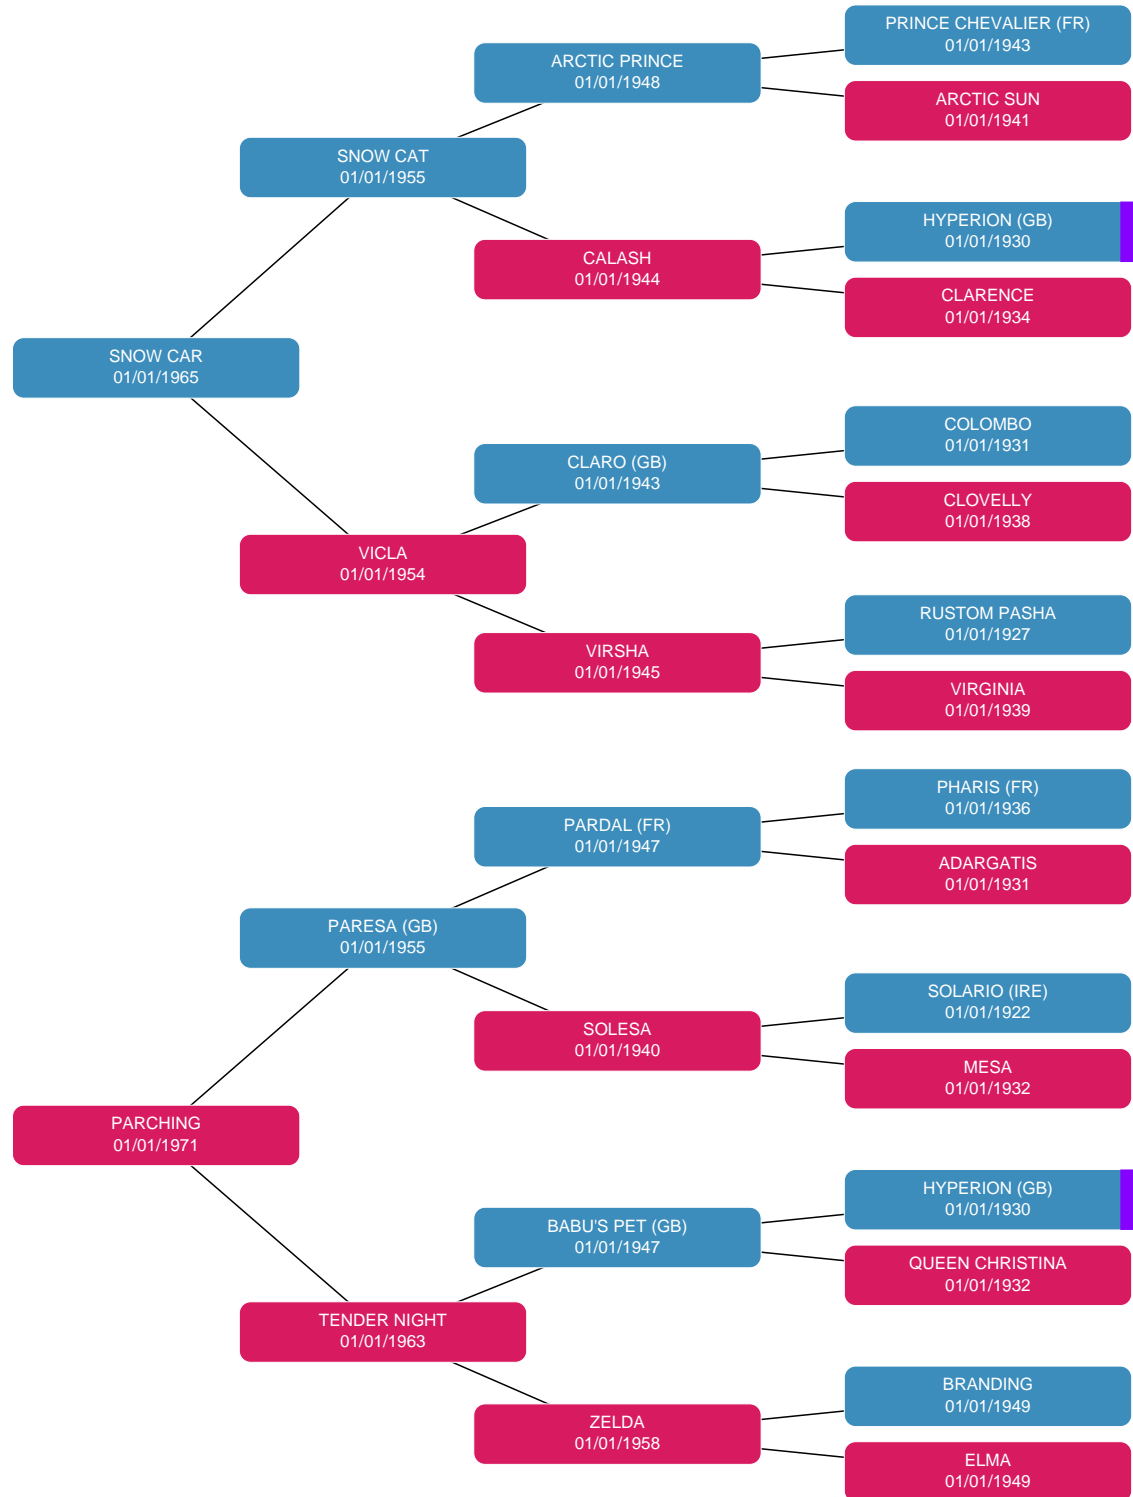 PRINCE CHEVALIER (FR)
01/01/1943
ARCTIC PRINCE
01/01/1948
ARCTIC SUN
01/01/1941
SNOW CAT
01/01/1955
HYPERION (GB)
01/01/1930
CALASH
01/01/1944
CLARENCE
01/01/1934
SNOW CAR
01/01/1965
COLOMBO
01/01/1931
CLARO (GB)
01/01/1943
CLOVELLY
01/01/1938
VICLA
01/01/1954
RUSTOM PASHA
01/01/1927
VIRSHA
01/01/1945
VIRGINIA
01/01/1939
PHARIS (FR)
01/01/1936
PARDAL (FR)
01/01/1947
ADARGATIS
01/01/1931
PARESA (GB)
01/01/1955
SOLARIO (IRE)
01/01/1922
SOLESA
01/01/1940
MESA
01/01/1932
PARCHING
01/01/1971
HYPERION (GB)
01/01/1930
BABU'S PET (GB)
01/01/1947
QUEEN CHRISTINA
01/01/1932
TENDER NIGHT
01/01/1963
BRANDING
01/01/1949
ZELDA
01/01/1958
ELMA
01/01/1949